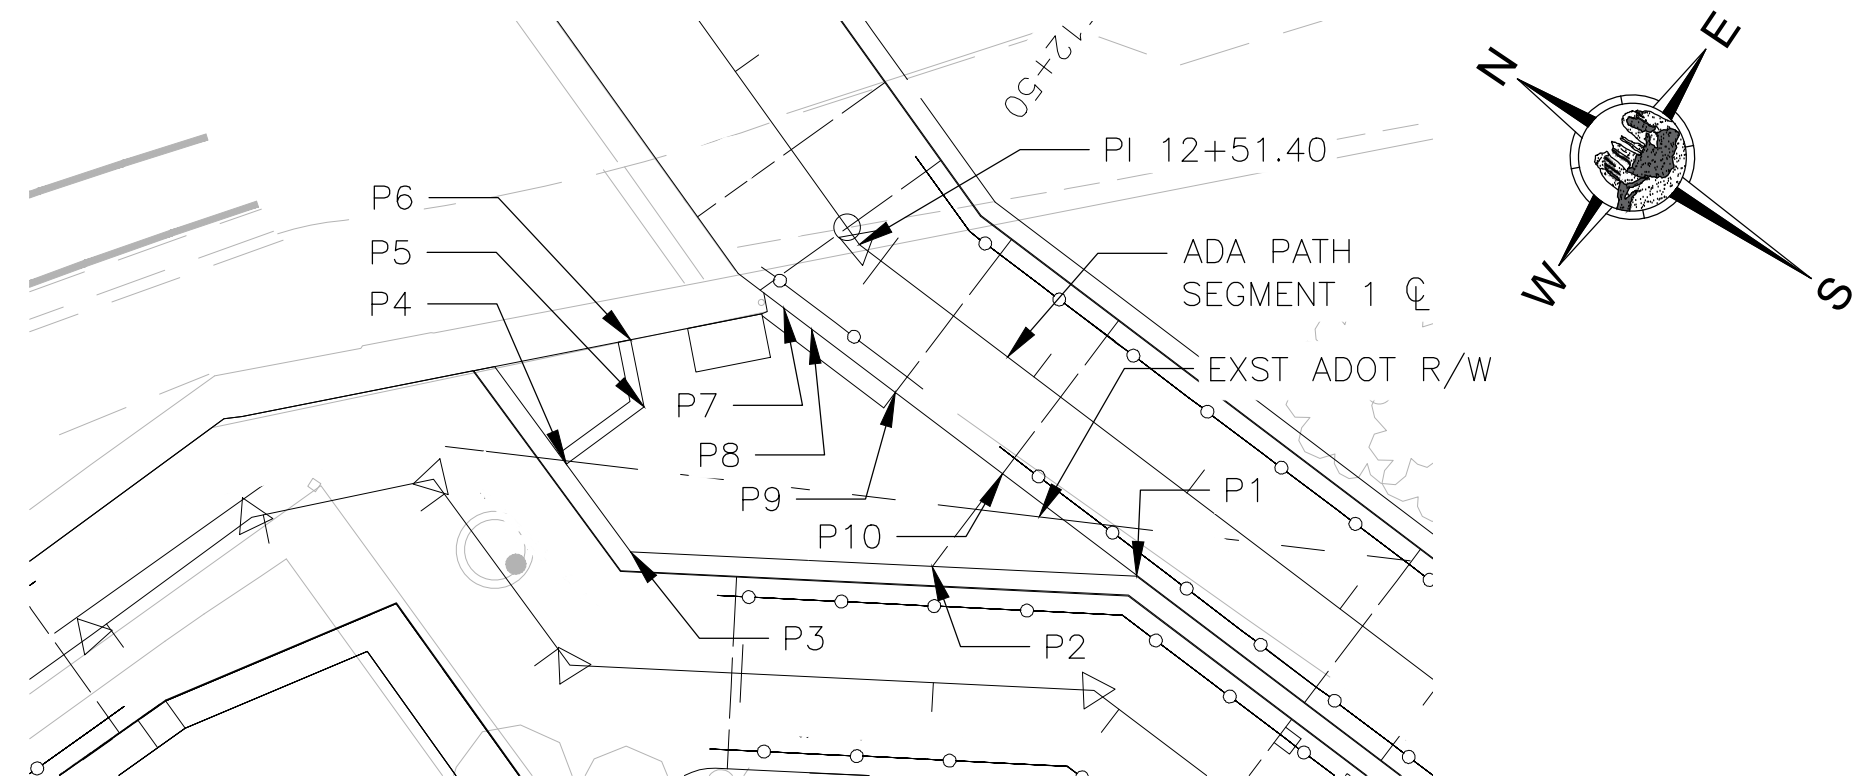 12+50
N
E
W
S
PI 12+51.40
P6
P5
P4
ADA PATH
SEGMENT 1 ℄
EXST ADOT R/W
P7
P8
P9
P10
P1
P3
P2